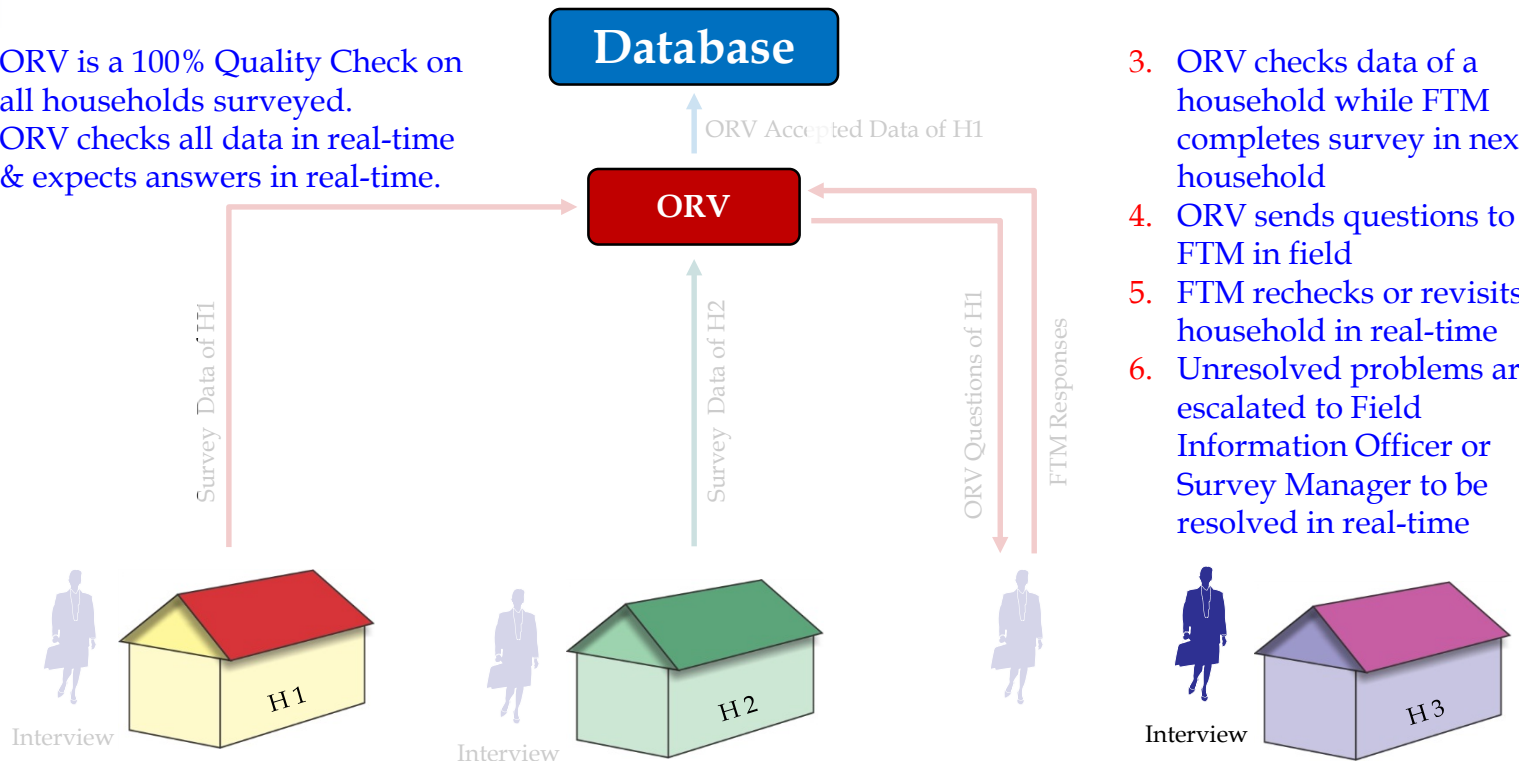 Database
ORV is a 100% Quality Check on
all households surveyed.
ORV checks all data in real-time
& expects answers in real-time.
ORV Accepted Data of H1
ORV
Survey Data of H1
Survey Data of H2
ORV Questions of H1
FTM Responses
3. ORV checks data of a
household while FTM
completes survey in nex
household
4. ORV sends questions to
FTM in field
5. FTM rechecks or revisits
household in real-time
6. Unresolved problems ar
escalated to Field
Information Officer or
Survey Manager to be
resolved in real-time
H 1
Interview
H 2
Interview
H 3
Interview